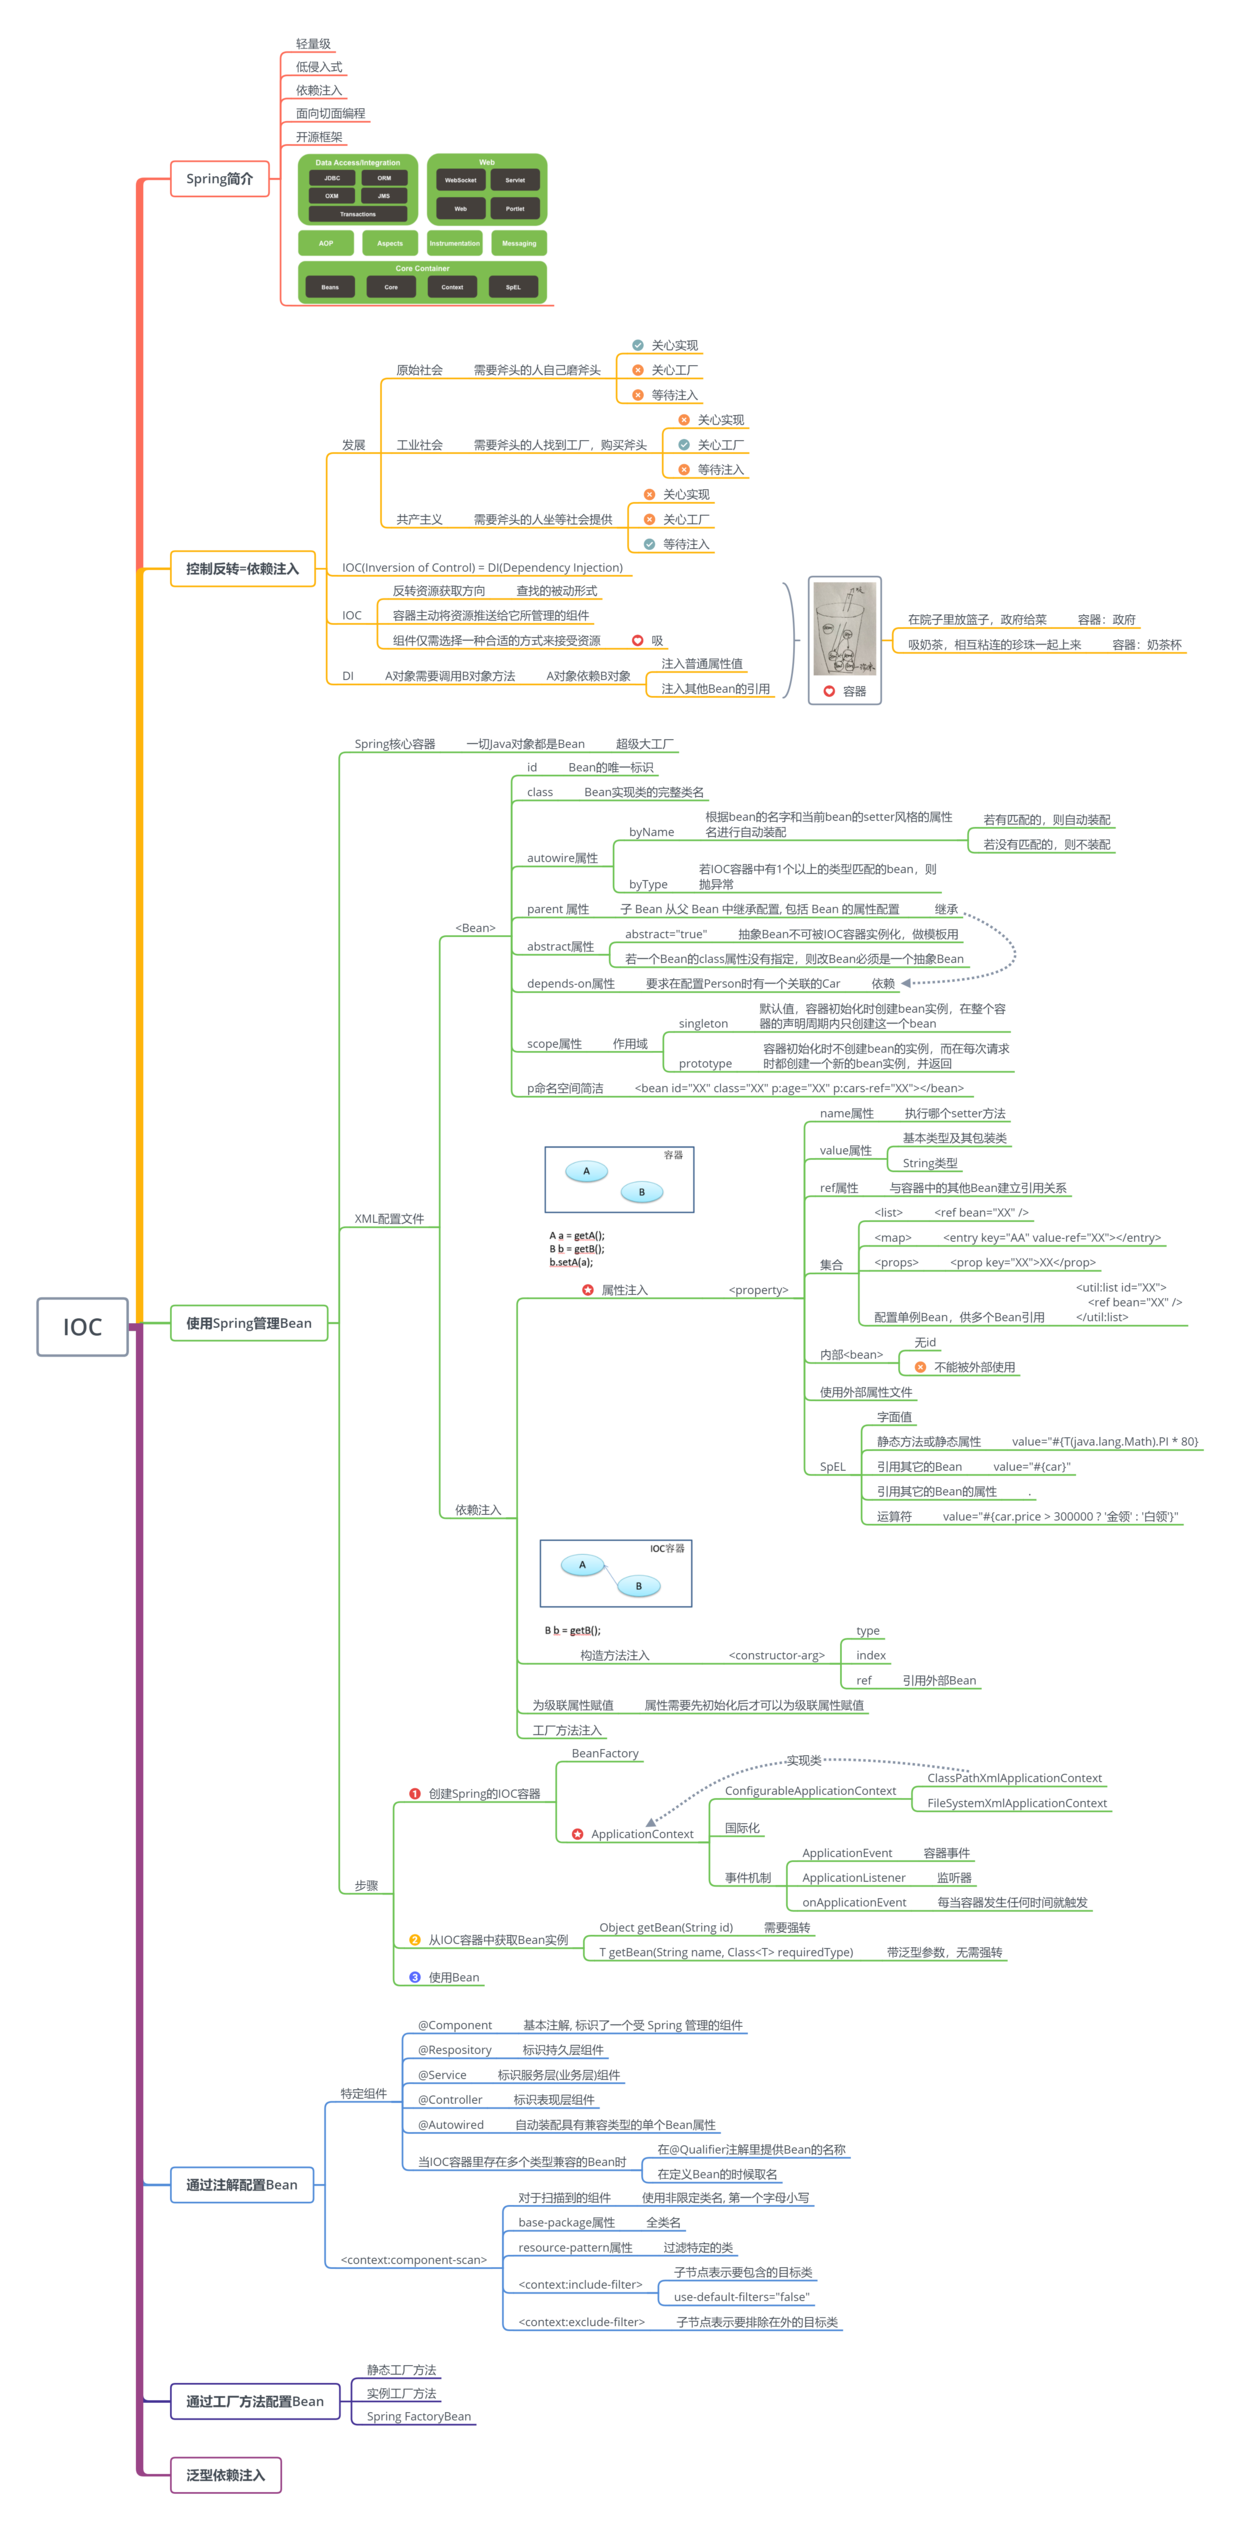 IOC
Spring简介
轻量级
低侵入式
依赖注入
面向切面编程
开源框架
Data Access/Integration
JDBC
ORM
OXM
JMS
Transactions
Web
WebSocket
Servlet
Web
Portlet
AOP
Aspects
Instrumentation
Messaging
Core Container
Beans
Core
Context
SpEL
控制反转=依赖注入
发展
原始社会
需要斧头的人自己磨斧头
关心实现
关心工厂
等待注入
工业社会
需要斧头的人找到工厂，购买斧头
关心实现
关心工厂
等待注入
共产主义
需要斧头的人坐等社会提供
关心实现
关心工厂
等待注入
IOC(Inversion of Control) = DI(Dependency Injection)
IOC
反转资源获取方向
查找的被动形式
容器主动将资源推送给它所管理的组件
组件仅需选择一种合适的方式来接受资源
吸
DI
A对象需要调用B对象方法
A对象依赖B对象
注入普通属性值
注入其他Bean的引用
容器
在院子里放篮子，政府给菜
容器：政府
吸奶茶，相互粘连的珍珠一起上来
容器：奶茶杯
使用Spring管理Bean
Spring核心容器
一切Java对象都是Bean
超级大工厂
XML配置文件
<Bean>
id
Bean的唯一标识
class
Bean实现类的完整类名
autowire属性
byName
根据bean的名字和当前bean的setter风格的属性
名进行自动装配
若有匹配的，则自动装配
若没有匹配的，则不装配
byType
若IOC容器中有1个以上的类型匹配的bean，则
抛异常
parent 属性
子 Bean 从父 Bean 中继承配置, 包括 Bean 的属性配置
继承
abstract属性
abstract="true"
抽象Bean不可被IOC容器实例化，做模板用
若一个Bean的class属性没有指定，则改Bean必须是一个抽象Bean
depends-on属性
要求在配置Person时有一个关联的Car
依赖
scope属性
作用域
singleton
默认值，容器初始化时创建bean实例，在整个容
器的声明周期内只创建这一个bean
prototype
容器初始化时不创建bean的实例，而在每次请求
时都创建一个新的bean实例，并返回
p命名空间简洁
<bean id="XX" class="XX" p:age="XX" p:cars-ref="XX"></bean>
依赖注入
容器
A
B
A a = getA();
B b = getB();
b.setA(a);
属性注入
<property>
name属性
执行哪个setter方法
value属性
基本类型及其包装类
String类型
ref属性
与容器中的其他Bean建立引用关系
集合
<list>
<ref bean="XX" />
<map>
<entry key="AA" value-ref="XX"></entry>
<props>
<prop key="XX">XX</prop>
配置单例Bean，供多个Bean引用
<util:list id="XX">
<ref bean="XX" />
</util:list>
内部<bean>
无id
不能被外部使用
使用外部属性文件
SpEL
字面值
静态方法或静态属性
value="#{T(java.lang.Math).PI * 80}
引用其它的Bean
value="#{car}"
引用其它的Bean的属性
.
运算符
value="#{car.price > 300000 ? '金领' : '白领'}"
IOC容器
A
B
B b = getB();
构造方法注入
<constructor-arg>
type
index
ref
引用外部Bean
为级联属性赋值
属性需要先初始化后才可以为级联属性赋值
工厂方法注入
步骤
1
创建Spring的IOC容器
BeanFactory
ApplicationContext
实现类
ConfigurableApplicationContext
ClassPathXmlApplicationContext
FileSystemXmlApplicationContext
国际化
事件机制
ApplicationEvent
容器事件
ApplicationListener
监听器
onApplicationEvent
每当容器发生任何时间就触发
2
从IOC容器中获取Bean实例
Object getBean(String id)
需要强转
T getBean(String name, Class<T> requiredType)
带泛型参数，无需强转
3
使用Bean
通过注解配置Bean
特定组件
@Component
基本注解, 标识了一个受 Spring 管理的组件
@Respository
标识持久层组件
@Service
标识服务层(业务层)组件
@Controller
标识表现层组件
@Autowired
自动装配具有兼容类型的单个Bean属性
当IOC容器里存在多个类型兼容的Bean时
在@Qualifier注解里提供Bean的名称
在定义Bean的时候取名
<context:component-scan>
对于扫描到的组件
使用非限定类名, 第一个字母小写
base-package属性
全类名
resource-pattern属性
过滤特定的类
<context:include-filter>
子节点表示要包含的目标类
use-default-filters="false"
<context:exclude-filter>
子节点表示要排除在外的目标类
通过工厂方法配置Bean
静态工厂方法
实例工厂方法
Spring FactoryBean
泛型依赖注入